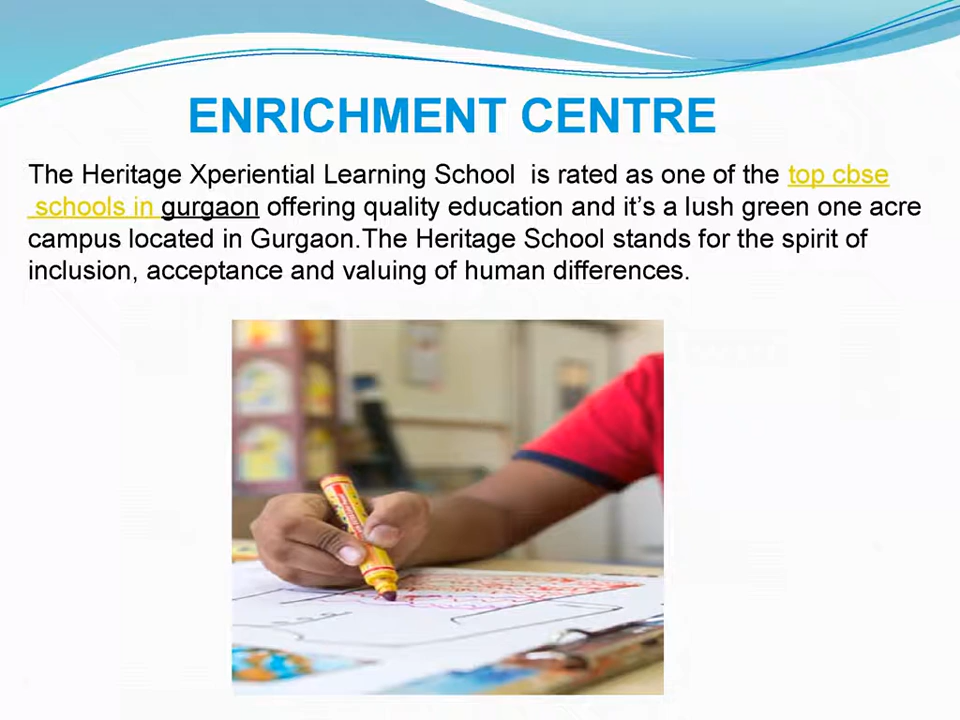 ENRICHMENT CENTRE
The Heritage Xperiential Learning School  is rated as one of the top cbse
 schools in gurgaon offering quality education and it's a lush green one acre
campus located in Gurgaon.The Heritage School stands for the spirit of
inclusion, acceptance and valuing of human differences.